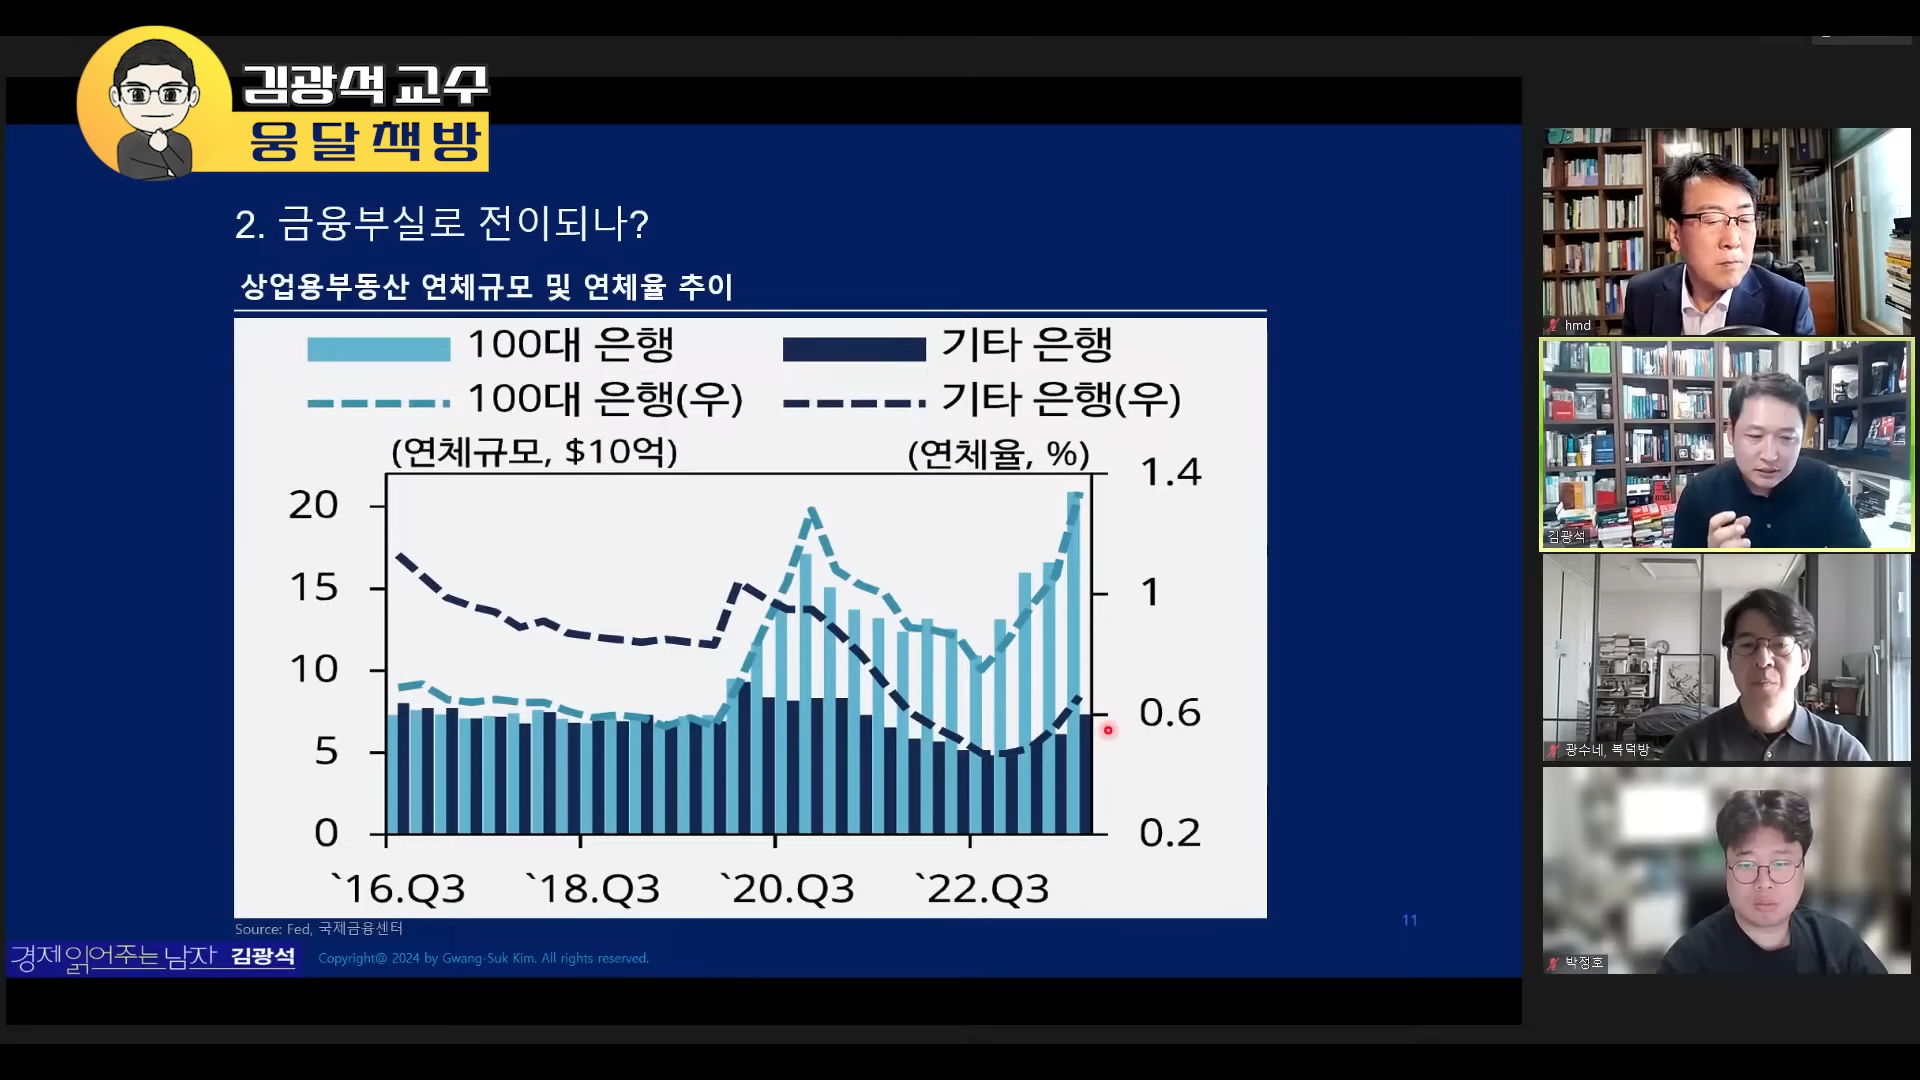 김광석 교수
웅달책방
2. 금융부실로 전이되나?
상업용부동산 연체규모 및 연체율 추이
100대 은행 기타 은행
100대 은행(우) 기타 은행(우)
(연체규모, $10억) (연체율, %)
20
15
10
5
0
1.4
1
0.6
0.2
`16.Q3 `18.Q3 `20.Q3 `22.Q3
Source: Fed, 국제금융센터
11
경제읽어주는남자 김광석
Copyright@ 2024 by Gwang-Suk Kim. All rights reserved.
hmd
김광석
광수네, 복덕방
박정호